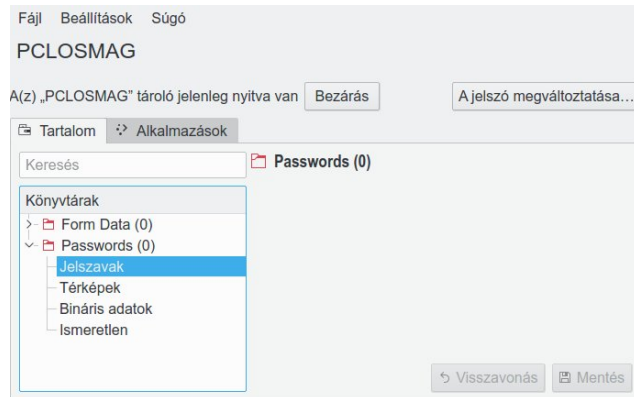 Fájl Beállítások Súgó
PCLOSMAG
A(z) „PCLOSMAG” tároló jelenleg nyitva van Bezárás A jelszó megváltoztatása...
Tartalom Alkalmazások
Keresés Passwords (0)
Könyvtárak
Form Data (0)
Passwords (0)
Jelszavak
Térképek
Bináris adatok
Ismeretlen
Visszavonás Mentés